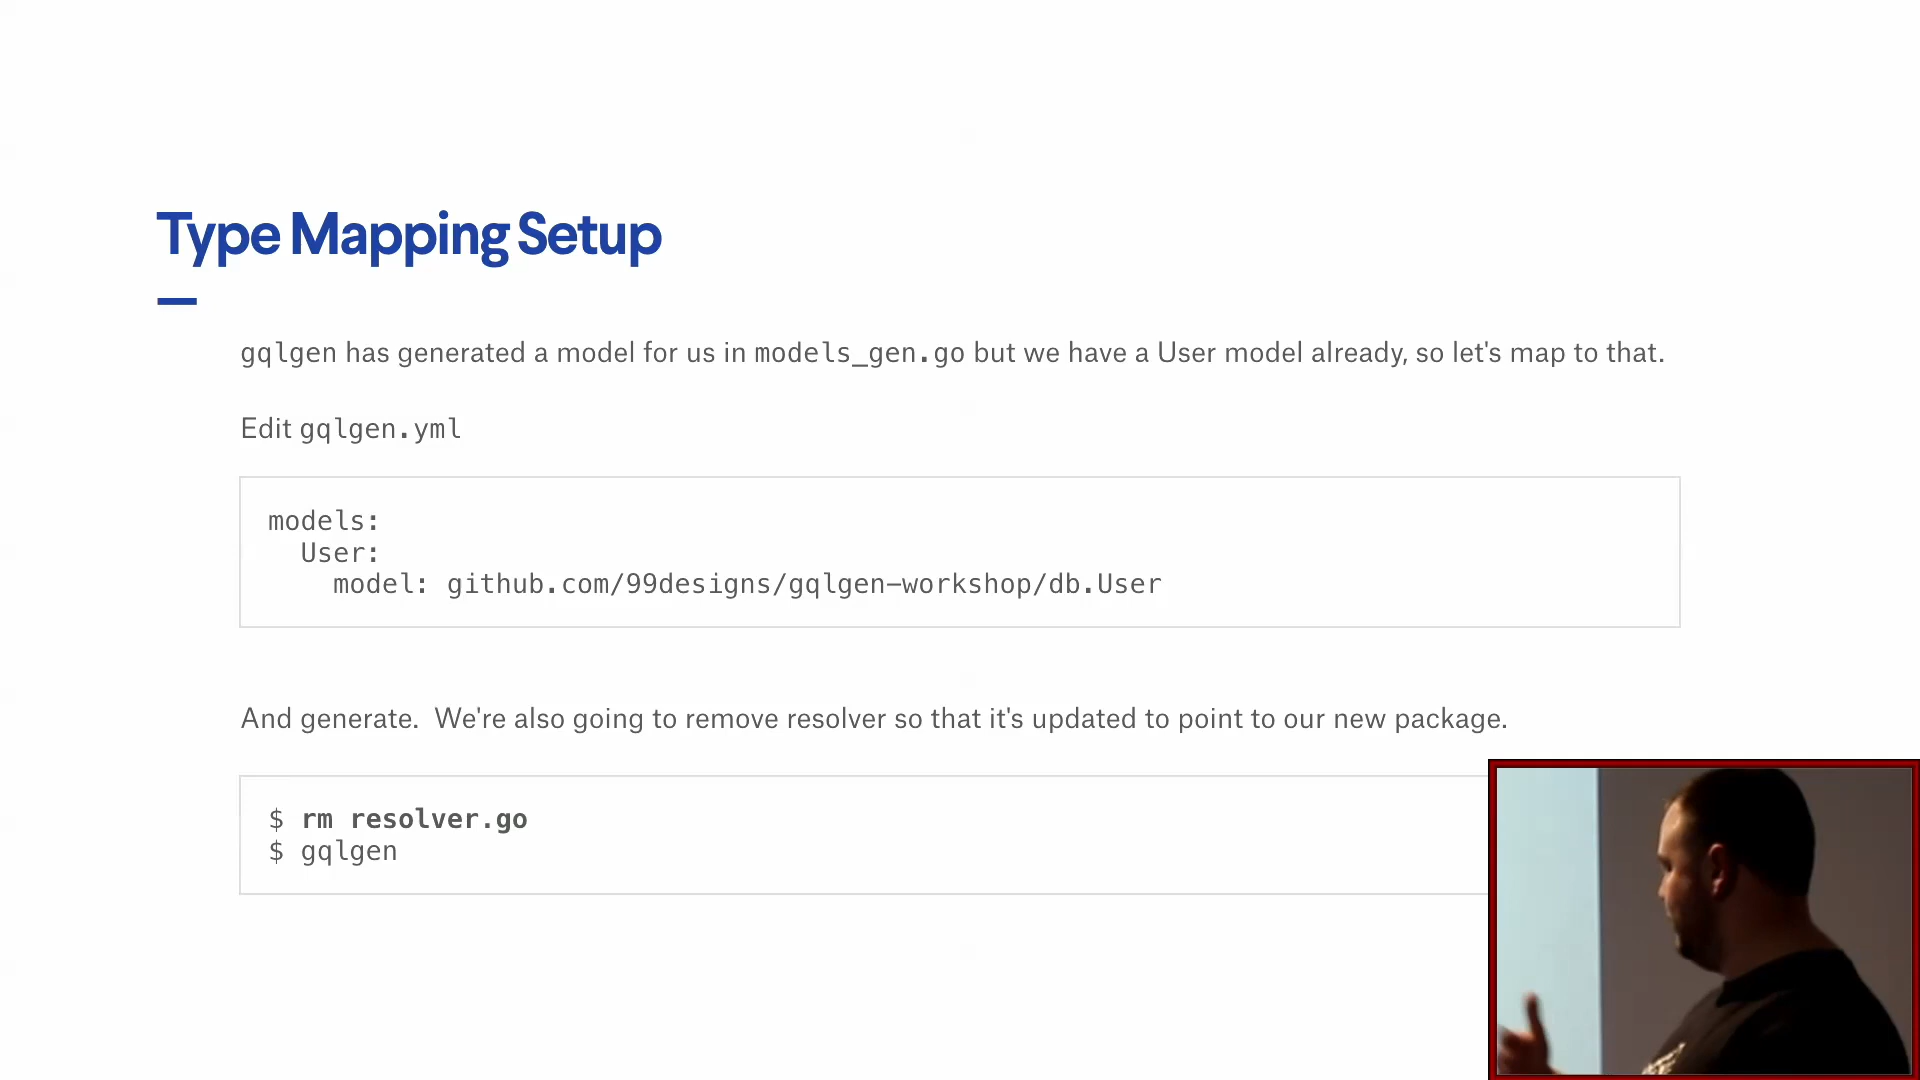 Type Mapping Setup
gqlgen has generated a model for us in models_gen.go but we have a User model already, so let's map to that.
Edit gqlgen.yml
models:
  User:
    model: github.com/99designs/gqlgen-workshop/db.User
And generate.  We're also going to remove resolver so that it's updated to point to our new package.
$ rm resolver.go
$ gqlgen